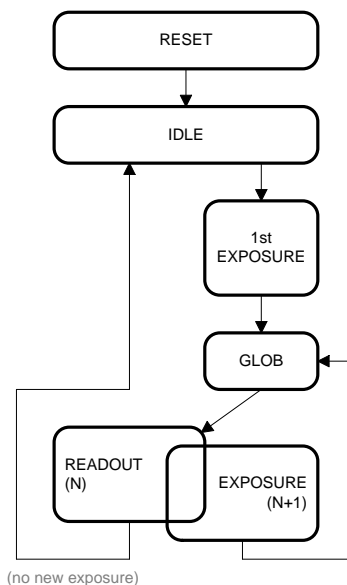 RESET
IDLE
1st
EXPOSURE
GLOB
READOUT
(N)
EXPOSURE
(N+1)
(no new exposure)